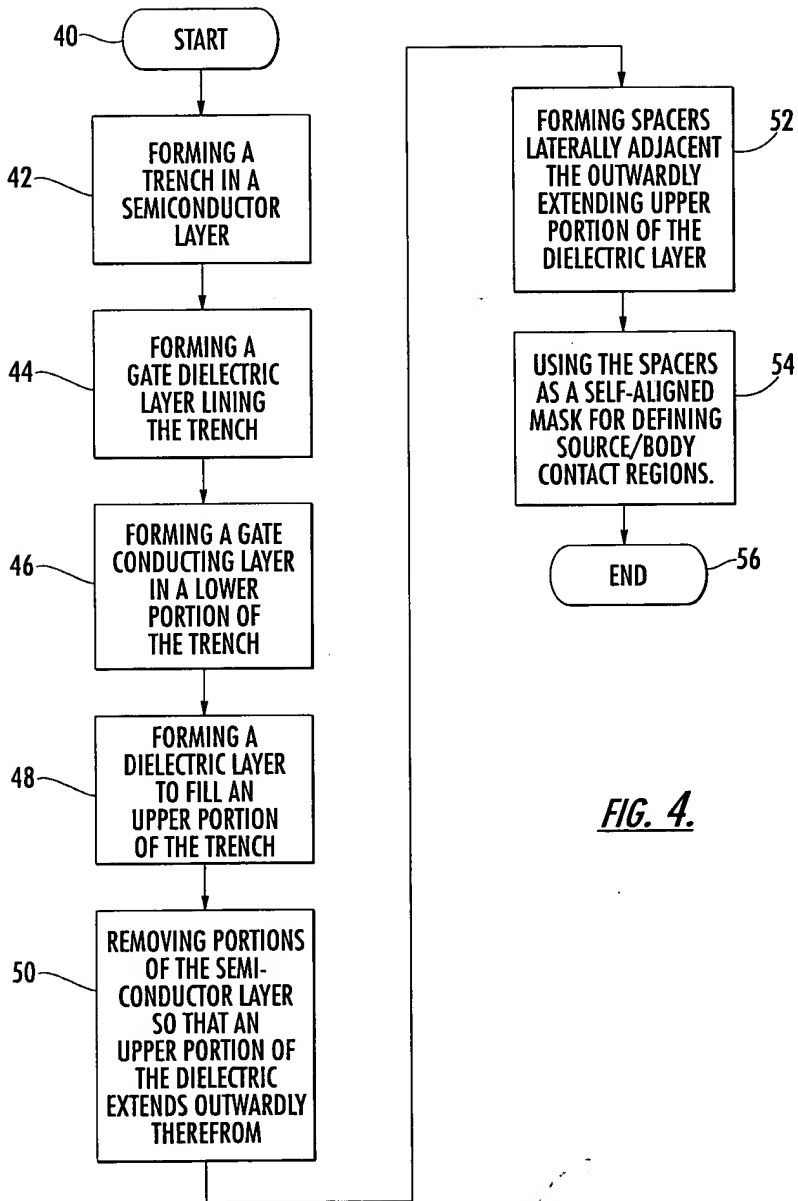 40
START
42
FORMING A
TRENCH IN A
SEMICONDUCTOR
LAYER
44
FORMING A
GATE DIELECTRIC
LAYER LINING
THE TRENCH
46
FORMING A GATE
CONDUCTING LAYER
IN A LOWER
PORTION OF
THE TRENCH
48
FORMING A
DIELECTRIC LAYER
TO FILL AN
UPPER PORTION
OF THE TRENCH
50
REMOVING PORTIONS
OF THE SEMI-
CONDUCTOR LAYER
SO THAT AN
UPPER PORTION OF
THE DIELECTRIC
EXTENDS OUTWARDLY
THEREFROM
52
FORMING SPACERS
LATERALLY ADJACENT
THE OUTWARDLY
EXTENDING UPPER
PORTION OF THE
DIELECTRIC LAYER
54
USING THE SPACERS
AS A SELF-ALIGNED
MASK FOR DEFINING
SOURCE/BODY
CONTACT REGIONS.
END
56
FIG. 4.